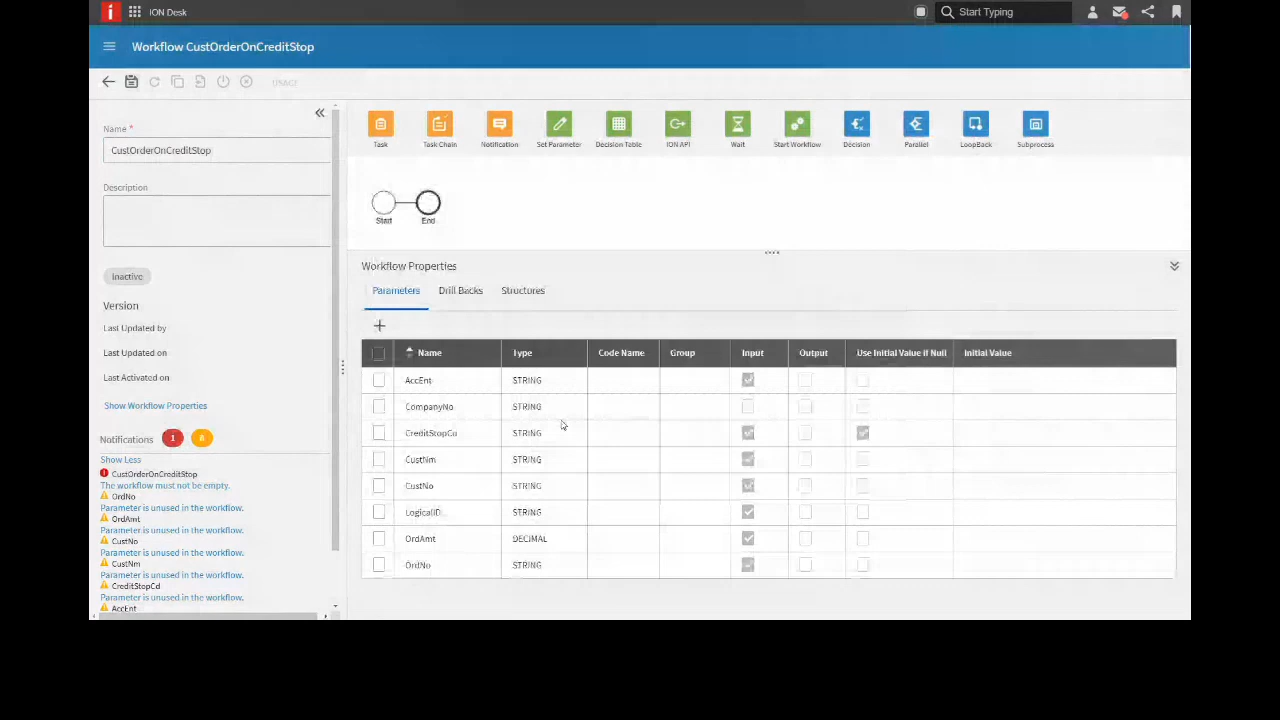 ION Desk
Start Typing
Workflow CustOrderOnCreditStop
Name *
CustOrderOnCreditStop
Description
Inactive
Version
Last Updated by
Last Updated on
Last Activated on
Show Workflow Properties
Notifications 1 8
Show Less
CustOrderOnCreditStop
The workflow must not be empty.
OrdNo
Parameter is unused in the workflow.
OrdAmt
Parameter is unused in the workflow.
CustNo
Parameter is unused in the workflow.
CustNm
Parameter is unused in the workflow.
CreditStopCd
Parameter is unused in the workflow.
AccEnt
Task Task Chain Notification Set Parameter Decision Table ION API Wait Start Workflow Decision Parallel LoopBack Subprocess
Start End
Workflow Properties
Parameters Drill Backs Structures
Name Type Code Name Group Input Output Use Initial Value if Null Initial Value
AccEnt STRING
CompanyNo STRING
CreditStopCd STRING
CustNm STRING
CustNo STRING
LogicalID... STRING
OrdAmt DECIMAL
OrdNo STRING